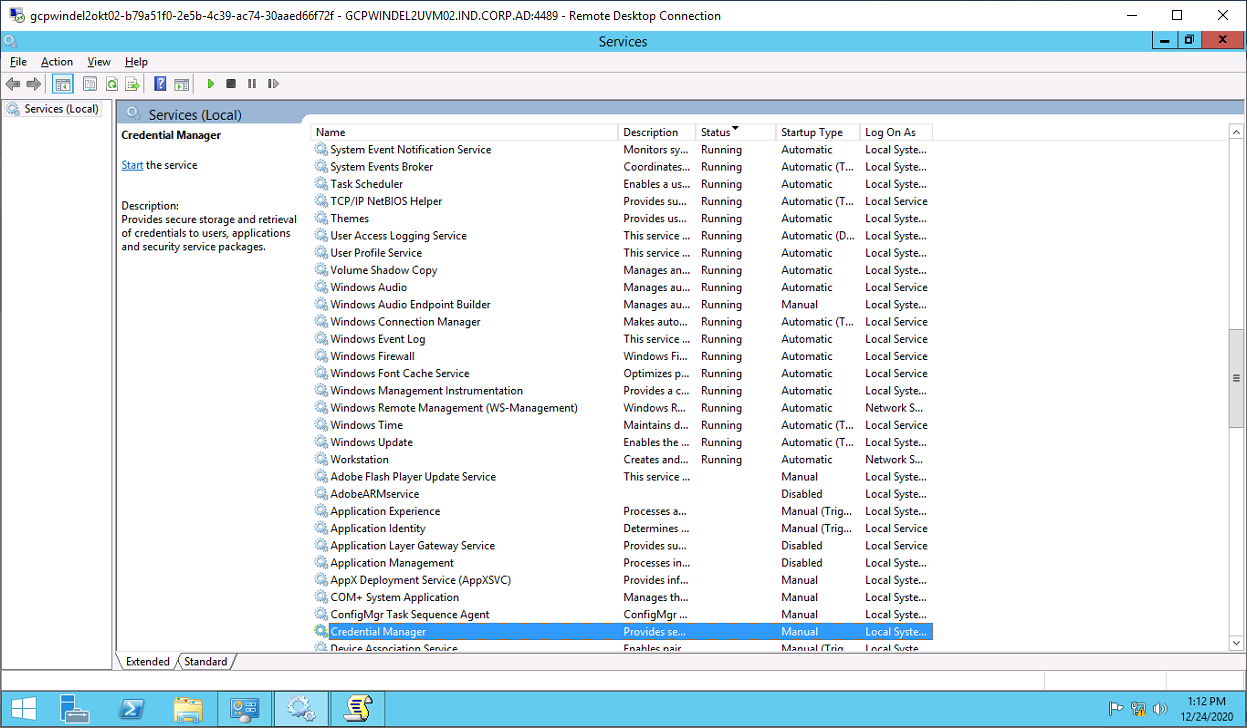 gcpwindel2okt02-b79a51f0-2e5b-4c39-ac74-30aaed66f72f - GCPWINDEL2UVM02.IND.CORP.AD:4489 - Remote Desktop Connection
Services
File Action View Help
Services (Local)
Services (Local)
Credential Manager
Start the service
Description:
Provides secure storage and retrieval
of credentials to users, applications
and security service packages.
Name Description Status Startup Type Log On As
System Event Notification Service Monitors sy... Running Automatic Local Syste...
System Events Broker Coordinates... Running Automatic (T... Local Syste...
Task Scheduler Enables a us... Running Automatic Local Syste...
TCP/IP NetBIOS Helper Provides su... Running Automatic (T... Local Service
Themes Provides us... Running Automatic Local Syste...
User Access Logging Service This service ... Running Automatic (D... Local Syste...
User Profile Service This service ... Running Automatic Local Syste...
Volume Shadow Copy Manages an... Running Automatic Local Syste...
Windows Audio Manages au... Running Automatic Local Service
Windows Audio Endpoint Builder Manages au... Running Manual Local Syste...
Windows Connection Manager Makes auto... Running Automatic (T... Local Service
Windows Event Log This service ... Running Automatic Local Service
Windows Firewall Windows Fi... Running Automatic Local Service
Windows Font Cache Service Optimizes p... Running Automatic Local Service
Windows Management Instrumentation Provides a c... Running Automatic Local Syste...
Windows Remote Management (WS-Management) Windows R... Running Automatic Network S...
Windows Time Maintains d... Running Automatic (T... Local Service
Windows Update Enables the ... Running Automatic (T... Local Syste...
Workstation Creates and... Running Automatic Network S...
Adobe Flash Player Update Service This service ... Manual Local Syste...
AdobeARMservice Disabled Local Syste...
Application Experience Processes a... Manual (Trig... Local Syste...
Application Identity Determines ... Manual (Trig... Local Service
Application Layer Gateway Service Provides su... Disabled Local Service
Application Management Processes in... Disabled Local Syste...
AppX Deployment Service (AppXSVC) Provides inf... Manual Local Syste...
COM+ System Application Manages th... Manual Local Syste...
ConfigMgr Task Sequence Agent ConfigMgr ... Manual Local Syste...
Credential Manager Provides se... Manual Local Syste...
Device Association Service Enables pair... Manual (Trig... Local Syste...
Extended Standard
1:12 PM
12/24/2020